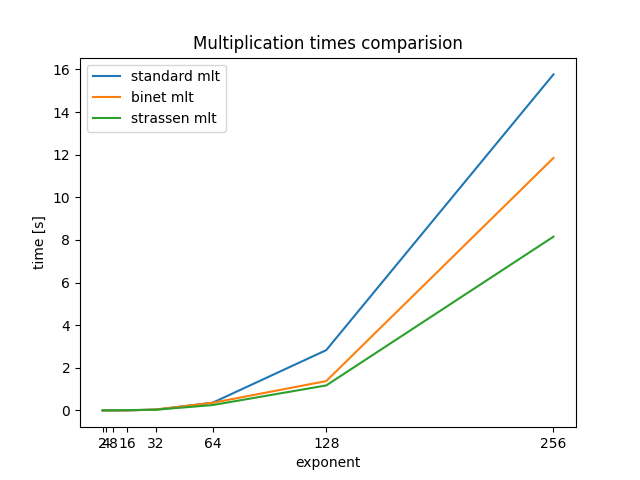 Multiplication times comparision
standard mlt
binet mlt
strassen mlt
16
14
12
10
8
6
4
2
0
time [s]
2 4 8 16 32 64 128 256
exponent